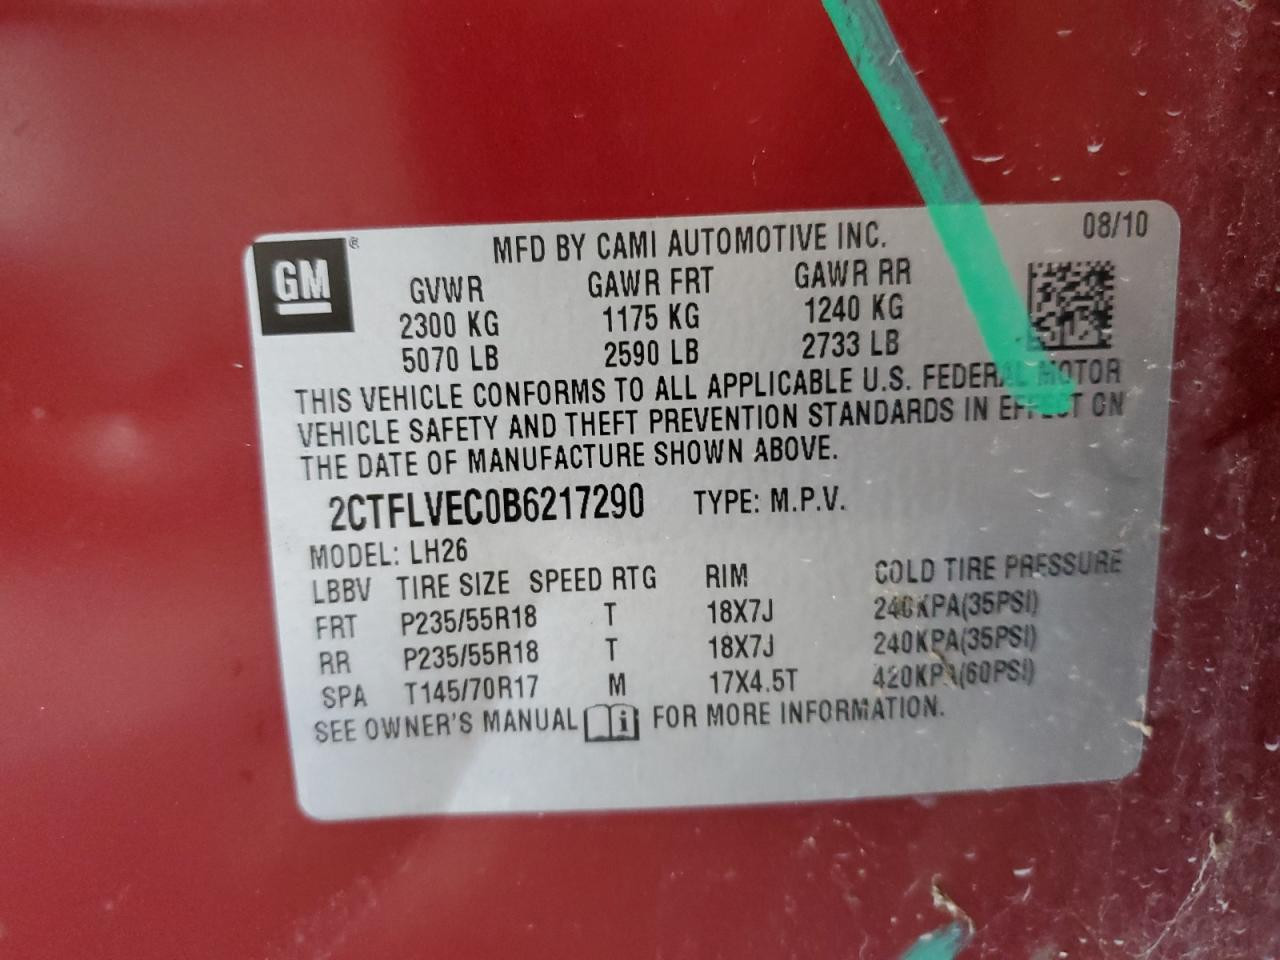 GM ®
MFD BY CAMI AUTOMOTIVE INC. 08/10
GVWR GAWR FRT GAWR RR
2300 KG 1175 KG 1240 KG
5070 LB 2590 LB 2733 LB
THIS VEHICLE CONFORMS TO ALL APPLICABLE U.S. FEDERAL MOTOR
VEHICLE SAFETY AND THEFT PREVENTION STANDARDS IN EFFECT ON
THE DATE OF MANUFACTURE SHOWN ABOVE.
2CTFLVEC0B6217290 TYPE: M.P.V.
MODEL: LH26
LBBV TIRE SIZE SPEED RTG RIM COLD TIRE PRESSURE
FRT P235/55R18 T 18X7J 240KPA(35PSI)
RR P235/55R18 T 18X7J 240KPA(35PSI)
SPA T145/70R17 M 17X4.5T 420KPA(60PSI)
SEE OWNER'S MANUAL i FOR MORE INFORMATION.